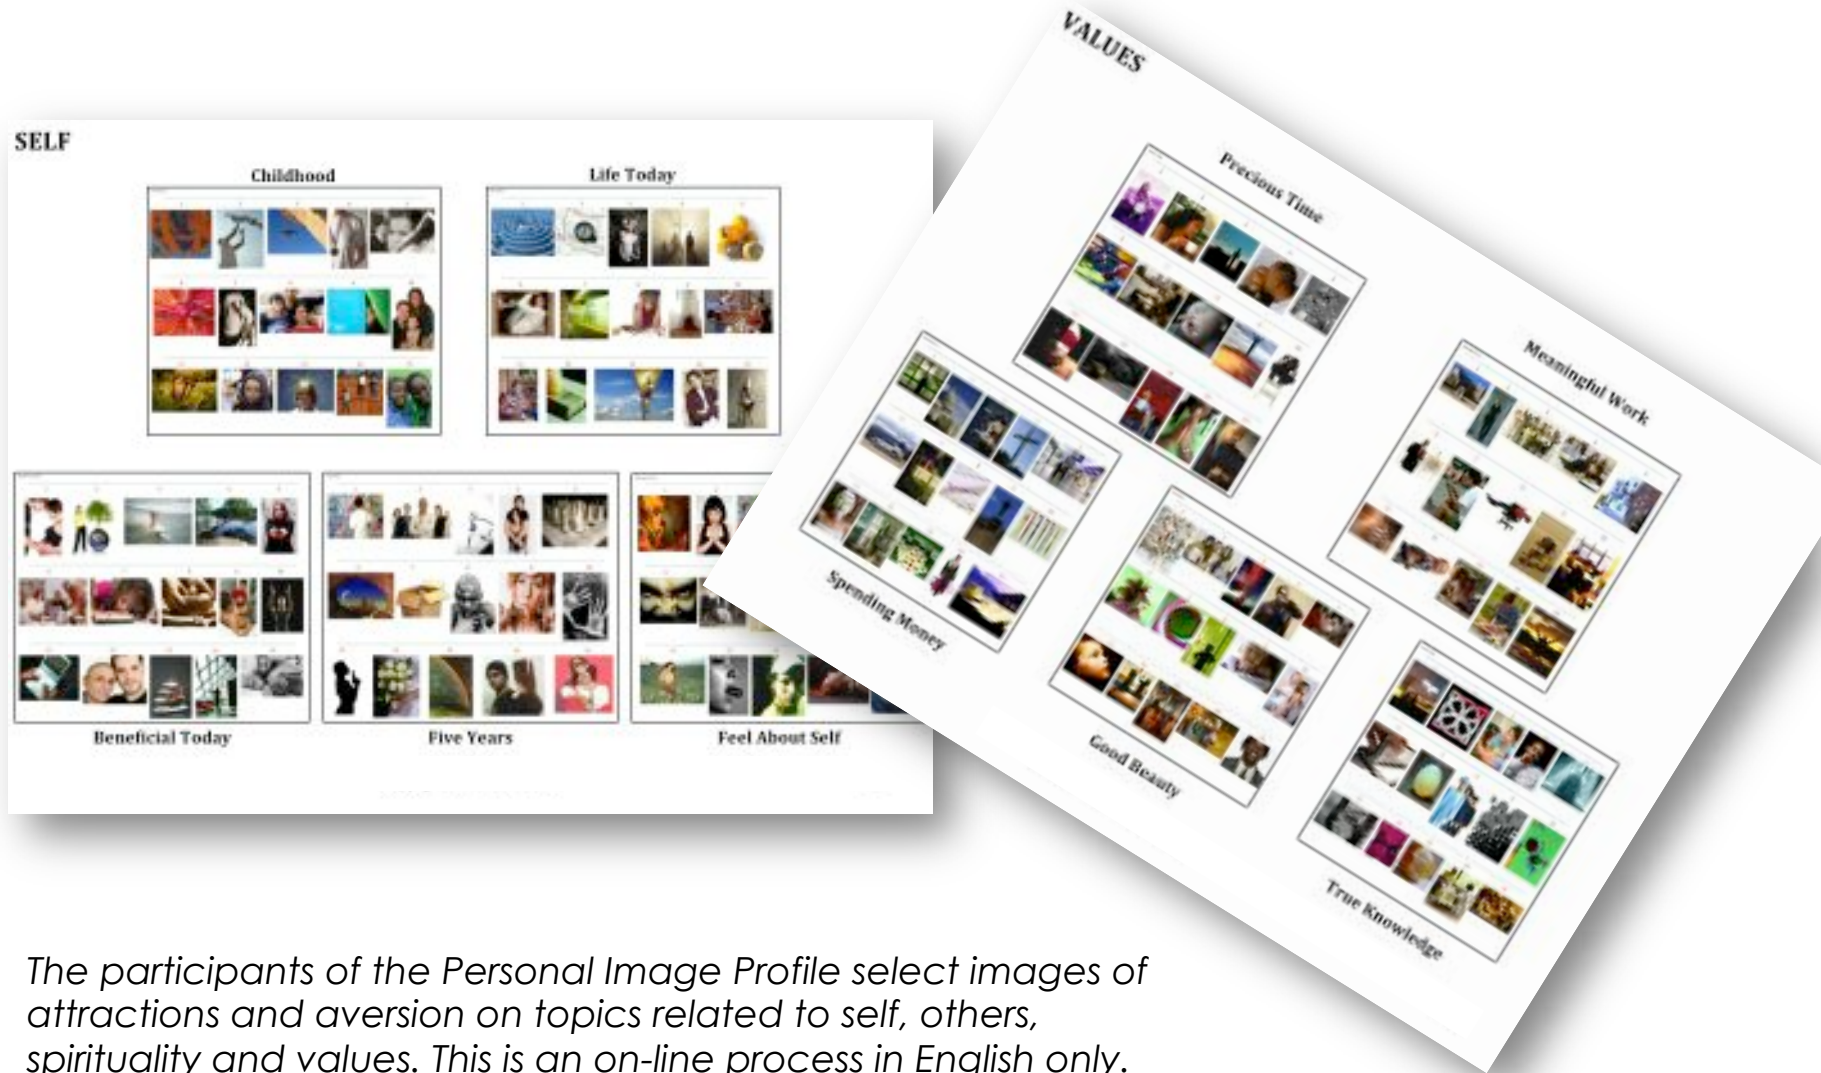 SELF
Childhood
Life Today
Beneficial Today
Five Years
Feel About Self
VALUES
Precious Time
Meaningful Work
Spending Money
Good Beauty
True Knowledge
The participants of the Personal Image Profile select images of
attractions and aversion on topics related to self, others,
spirituality and values. This is an on-line process in English only.